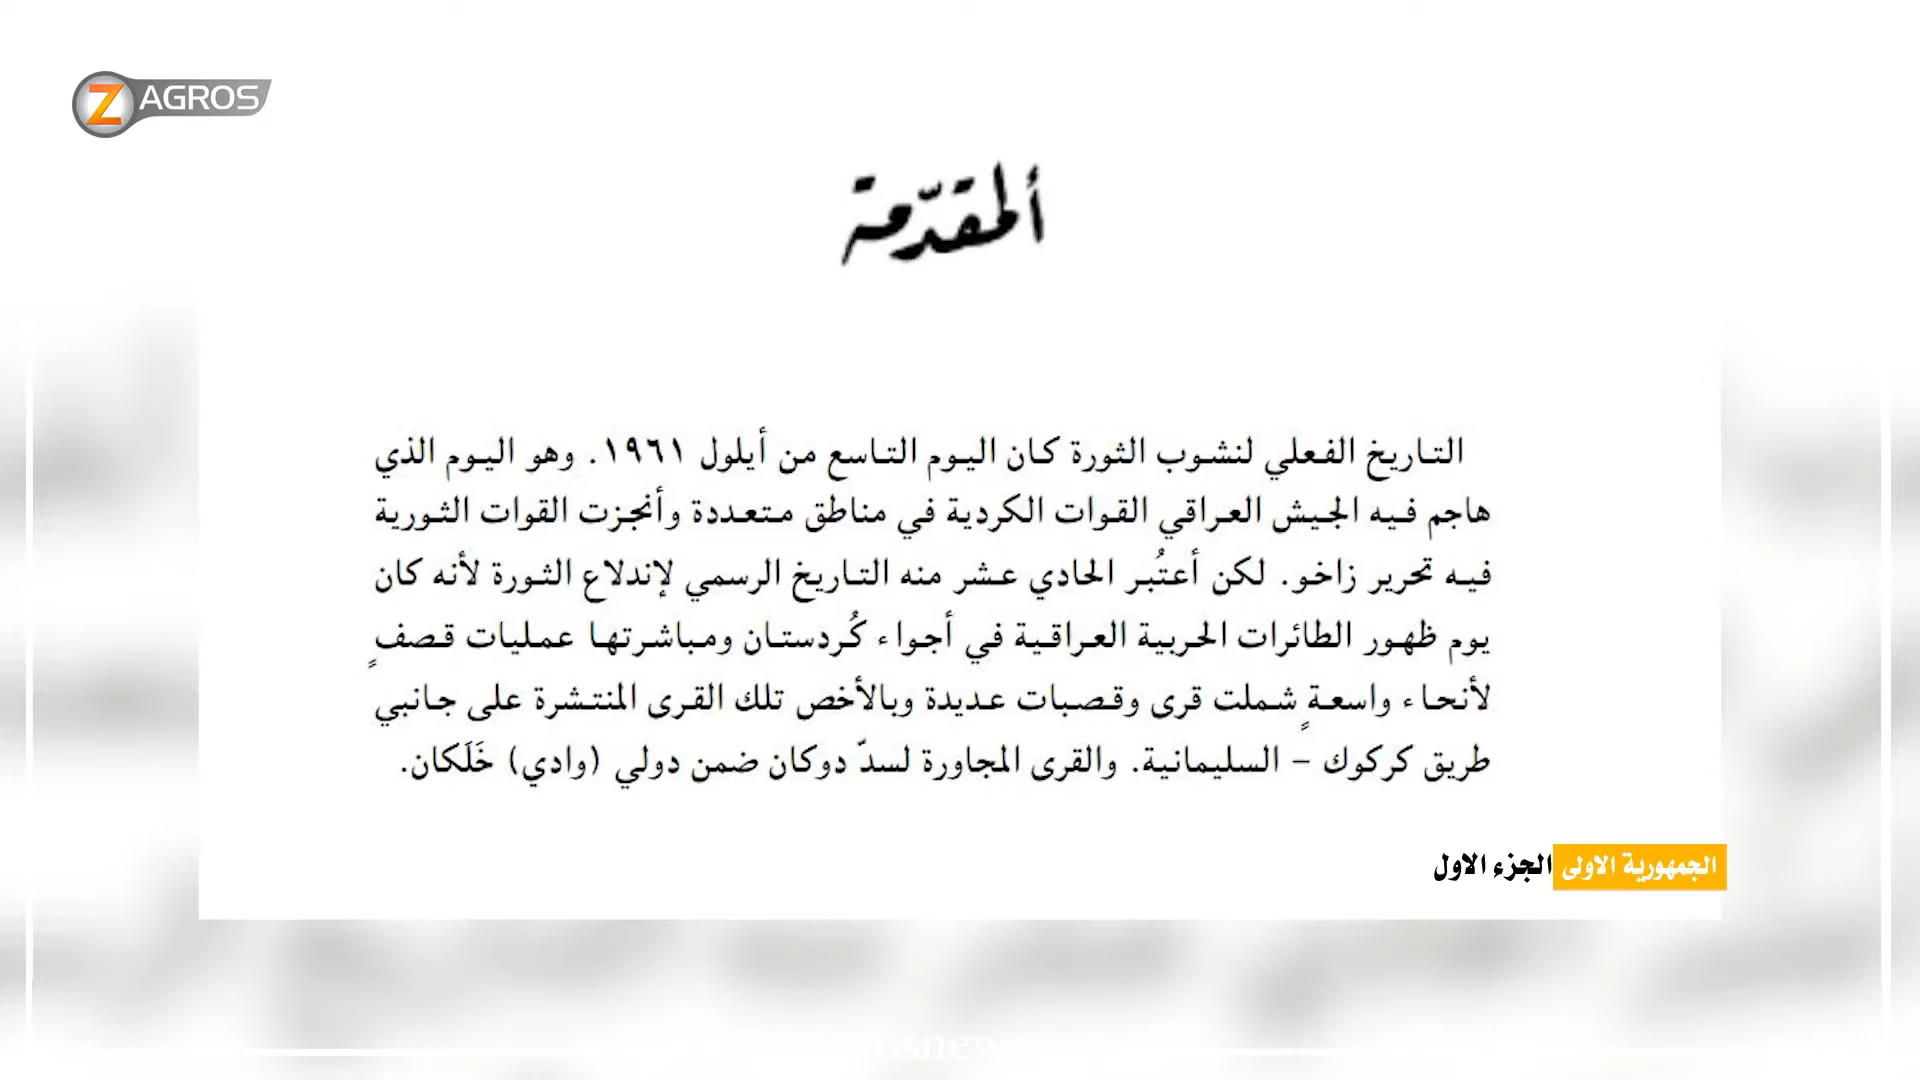 ZAGROS
ألمقدّمة
التاريخ الفعلي لنشوب الثورة كان اليوم التاسع من أيلول ١٩٦١. وهو اليوم الذي
هاجم فيه الجيش العراقي القوات الكردية في مناطق متعددة وأنجزت القوات الثورية
فيه تحرير زاخو. لكن أعتُبر الحادي عشر منه التاريخ الرسمي لإندلاع الثورة لأنه كان
يوم ظهور الطائرات الحربية العراقية في أجواء كُردستان ومباشرتها عمليات قصفٍ
لأنحاء واسعةٍ شملت قرى وقصبات عديدة وبالأخص تلك القرى المنتشرة على جانبي
طريق كركوك - السليمانية. والقرى المجاورة لسدّ دوكان ضمن دولي (وادي) خَلَكان.
الجمهورية الاولى الجزء الاول